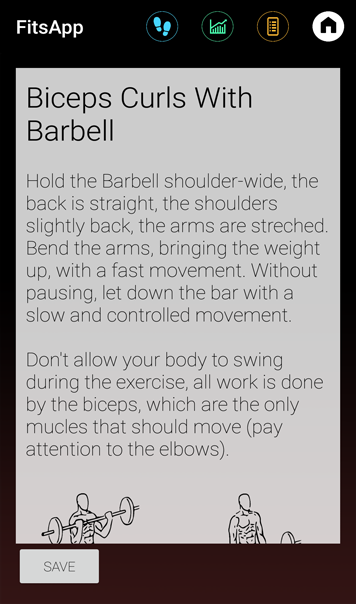 FitsApp
Biceps Curls With
Barbell
Hold the Barbell shoulder-wide, the
back is straight, the shoulders
slightly back, the arms are streched.
Bend the arms, bringing the weight
up, with a fast movement. Without
pausing, let down the bar with a
slow and controlled movement.
Don't allow your body to swing
during the exercise, all work is done
by the biceps, which are the only
mucles that should move (pay
attention to the elbows).
SAVE